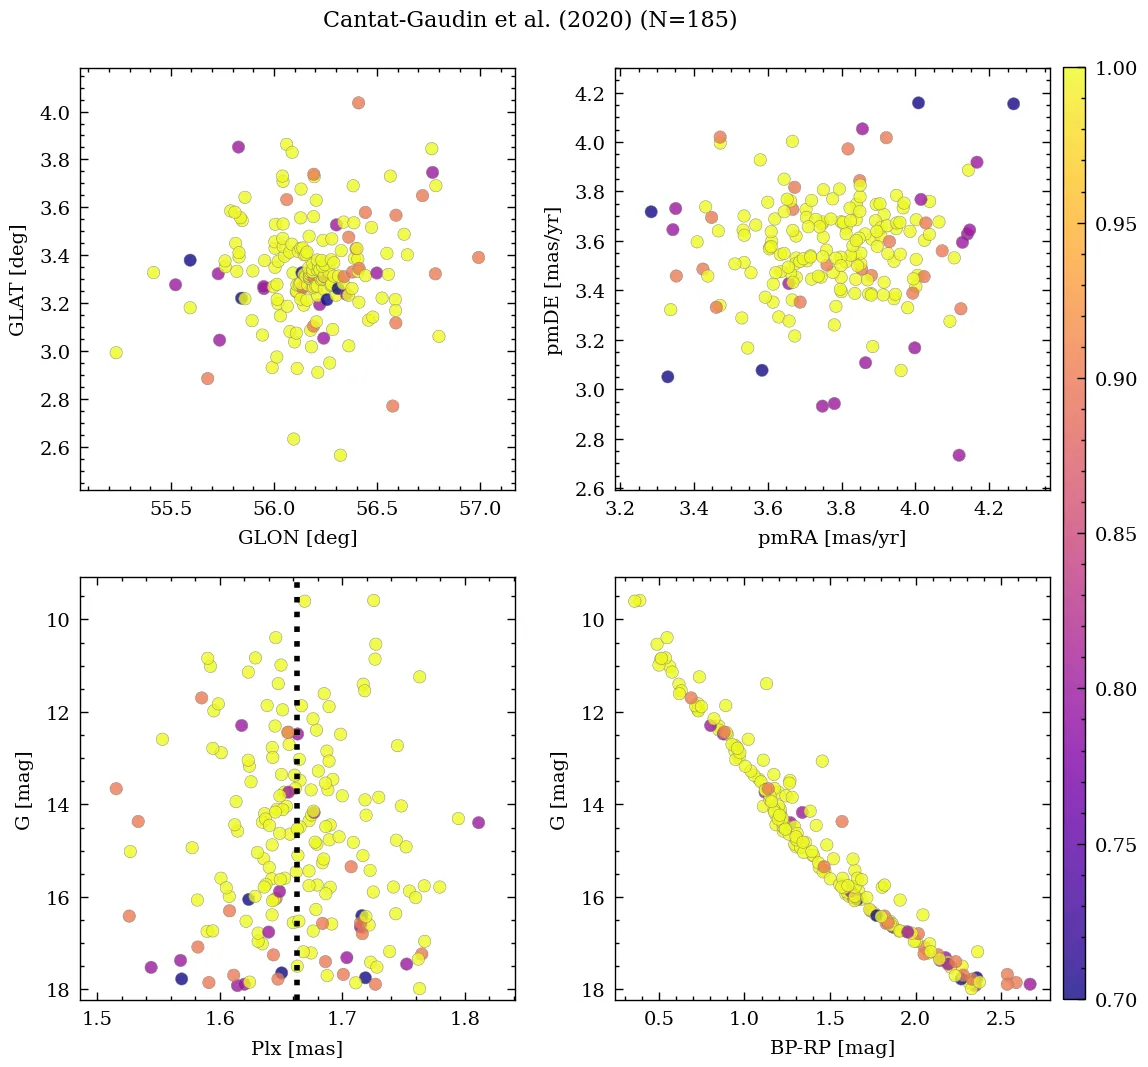 Cantat-Gaudin et al. (2020) (N=185)
4.0
3.8
3.6
3.4
3.2
3.0
2.8
2.6
GLAT [deg]
55.5 56.0 56.5 57.0
GLON [deg]
4.2
4.0
3.8
3.6
3.4
3.2
3.0
2.8
2.6
pmDE [mas/yr]
3.2 3.4 3.6 3.8 4.0 4.2
pmRA [mas/yr]
1.00
0.95
0.90
0.85
0.80
0.75
0.70
10
12
14
16
18
G [mag]
1.5 1.6 1.7 1.8
Plx [mas]
10
12
14
16
18
G [mag]
0.5 1.0 1.5 2.0 2.5
BP-RP [mag]